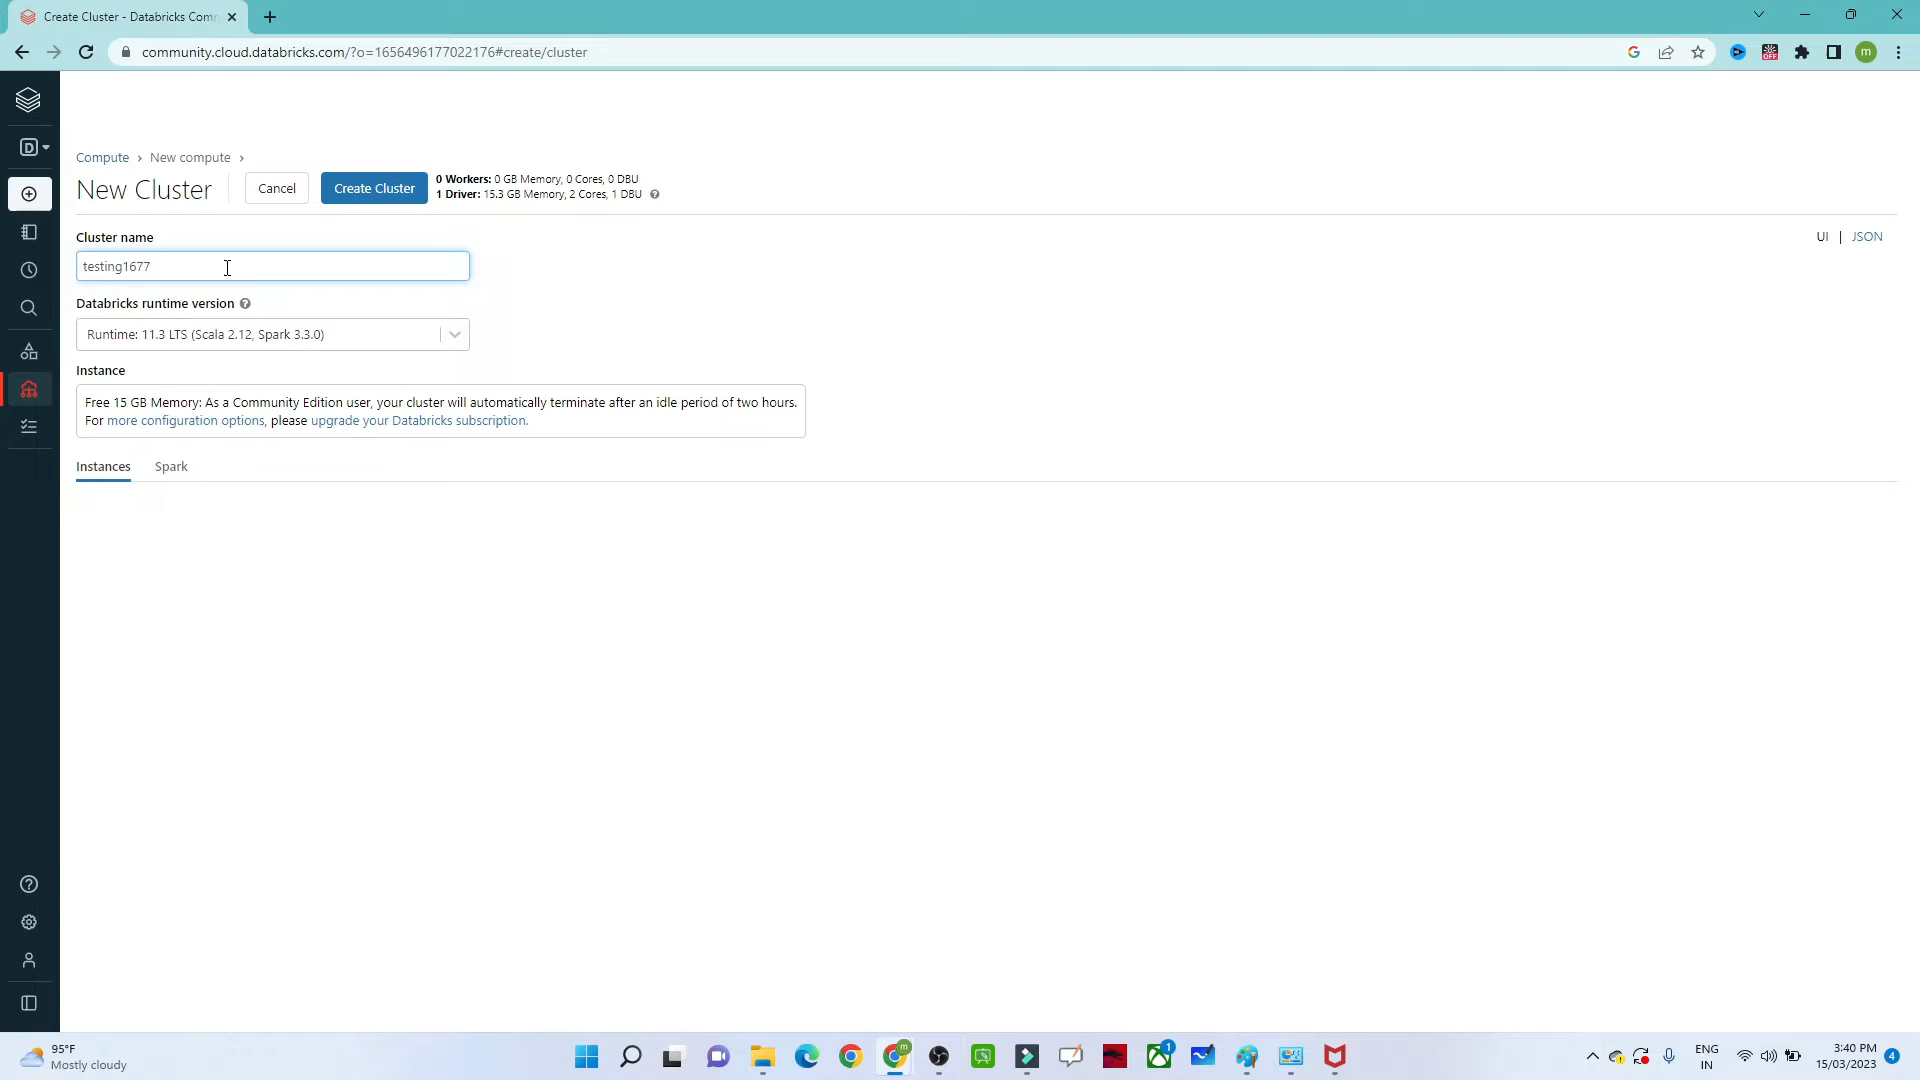 Create Cluster - Databricks Com
community.cloud.databricks.com/?o=1656496177022176#create/cluster
OFF
m
D
Compute › New compute ›
New Cluster
Cancel
Create Cluster
0 Workers: 0 GB Memory, 0 Cores, 0 DBU
1 Driver: 15.3 GB Memory, 2 Cores, 1 DBU
Cluster name
UI | JSON
testing1677
Databricks runtime version
Runtime: 11.3 LTS (Scala 2.12, Spark 3.3.0)
Instance
Free 15 GB Memory: As a Community Edition user, your cluster will automatically terminate after an idle period of two hours.
For more configuration options, please upgrade your Databricks subscription.
Instances
Spark
95°F
Mostly cloudy
m
1
ENG
IN
3:40 PM
15/03/2023
4